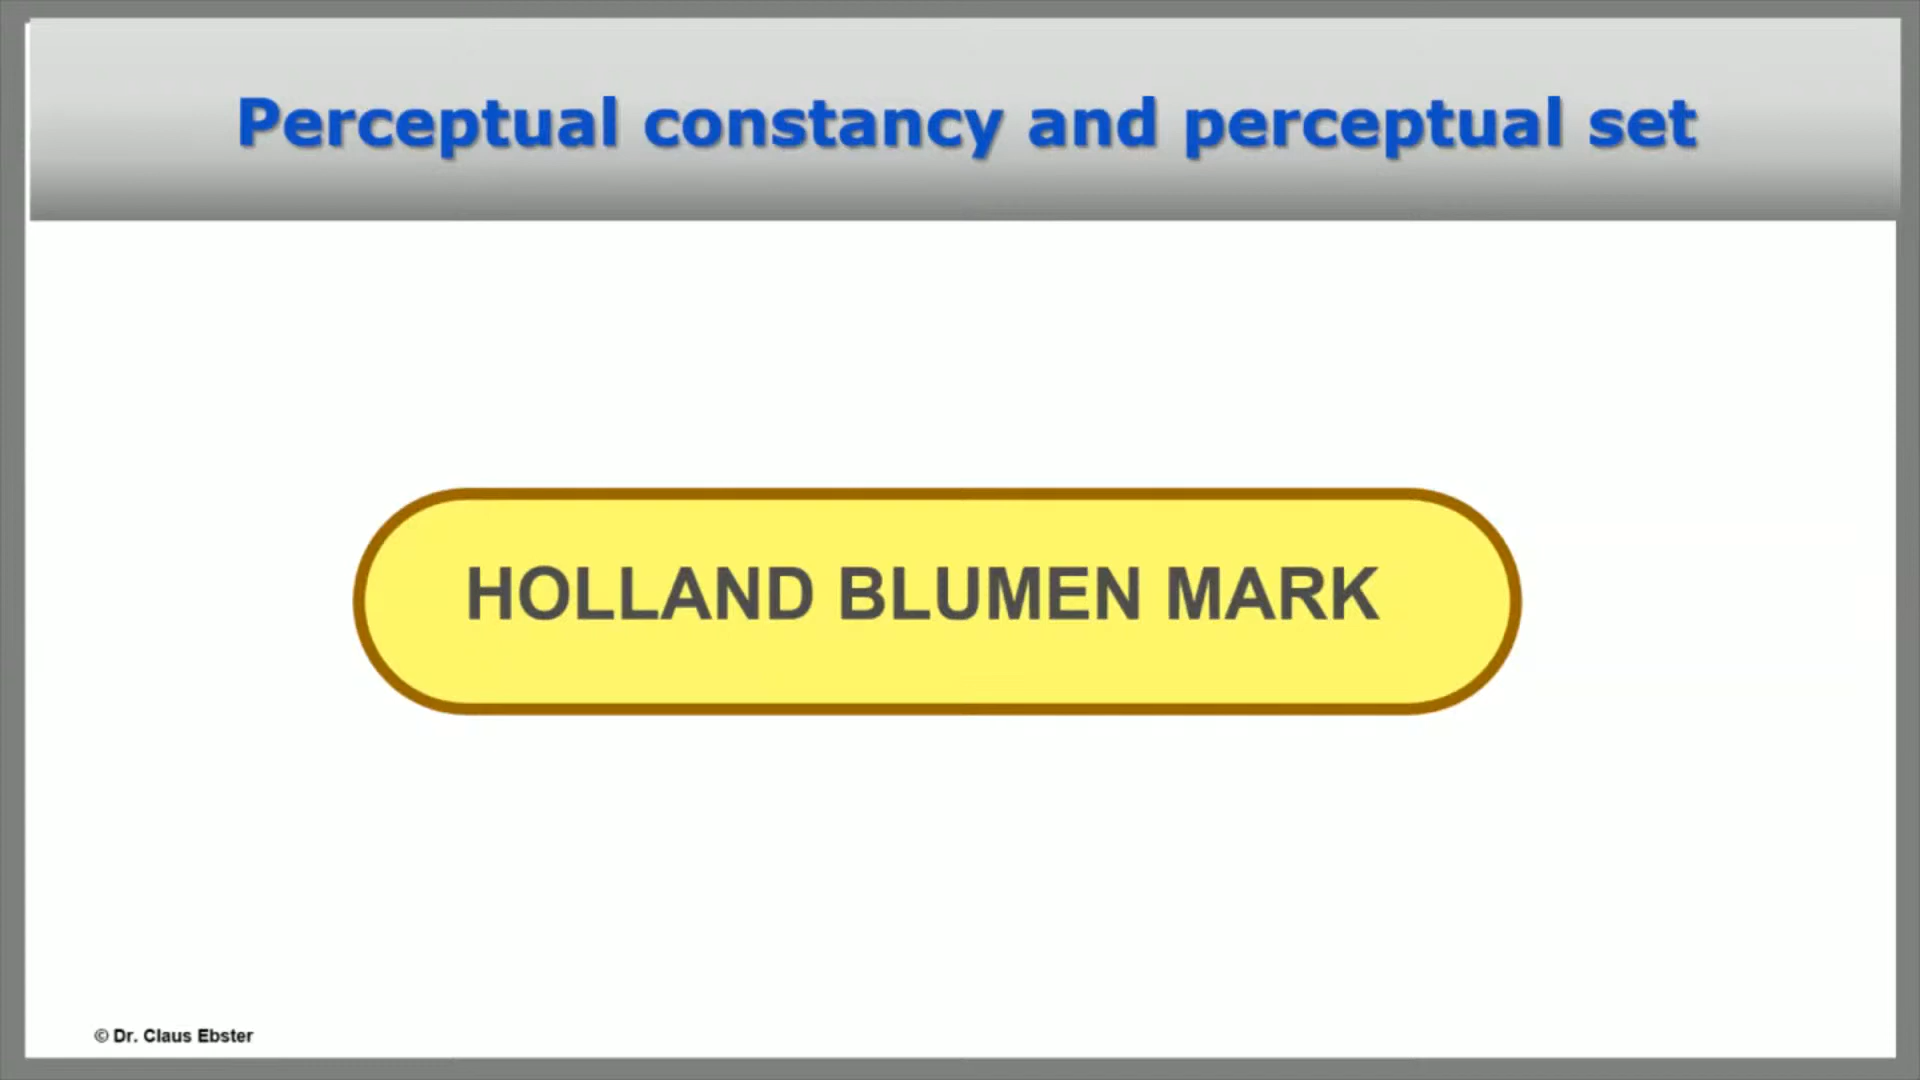 Perceptual constancy and perceptual set
HOLLAND BLUMEN MARK
© Dr. Claus Ebster